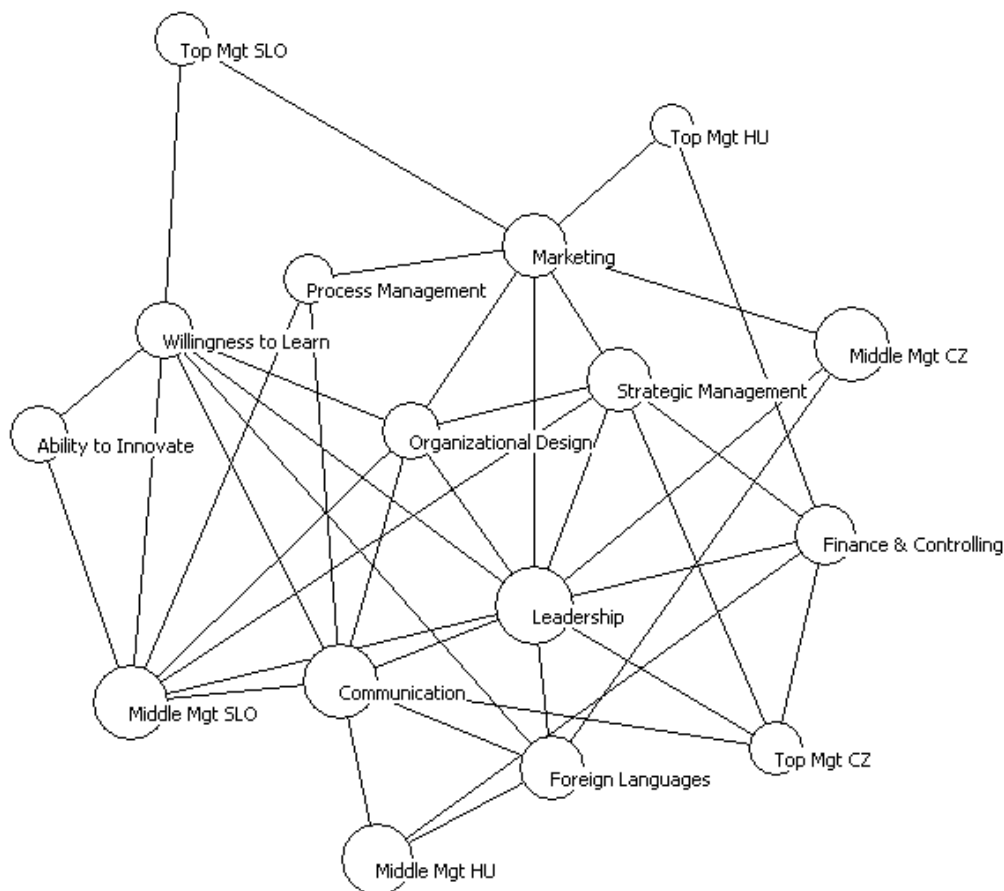 Top Mgt SLO
Top Mgt HU
Marketing
Process Management
Willingness to Learn
Middle Mgt CZ
Strategic Management
Ability to Innovate
Organizational Design
Finance & Controlling
Leadership
Communication
Middle Mgt SLO
Top Mgt CZ
Foreign Languages
Middle Mgt HU